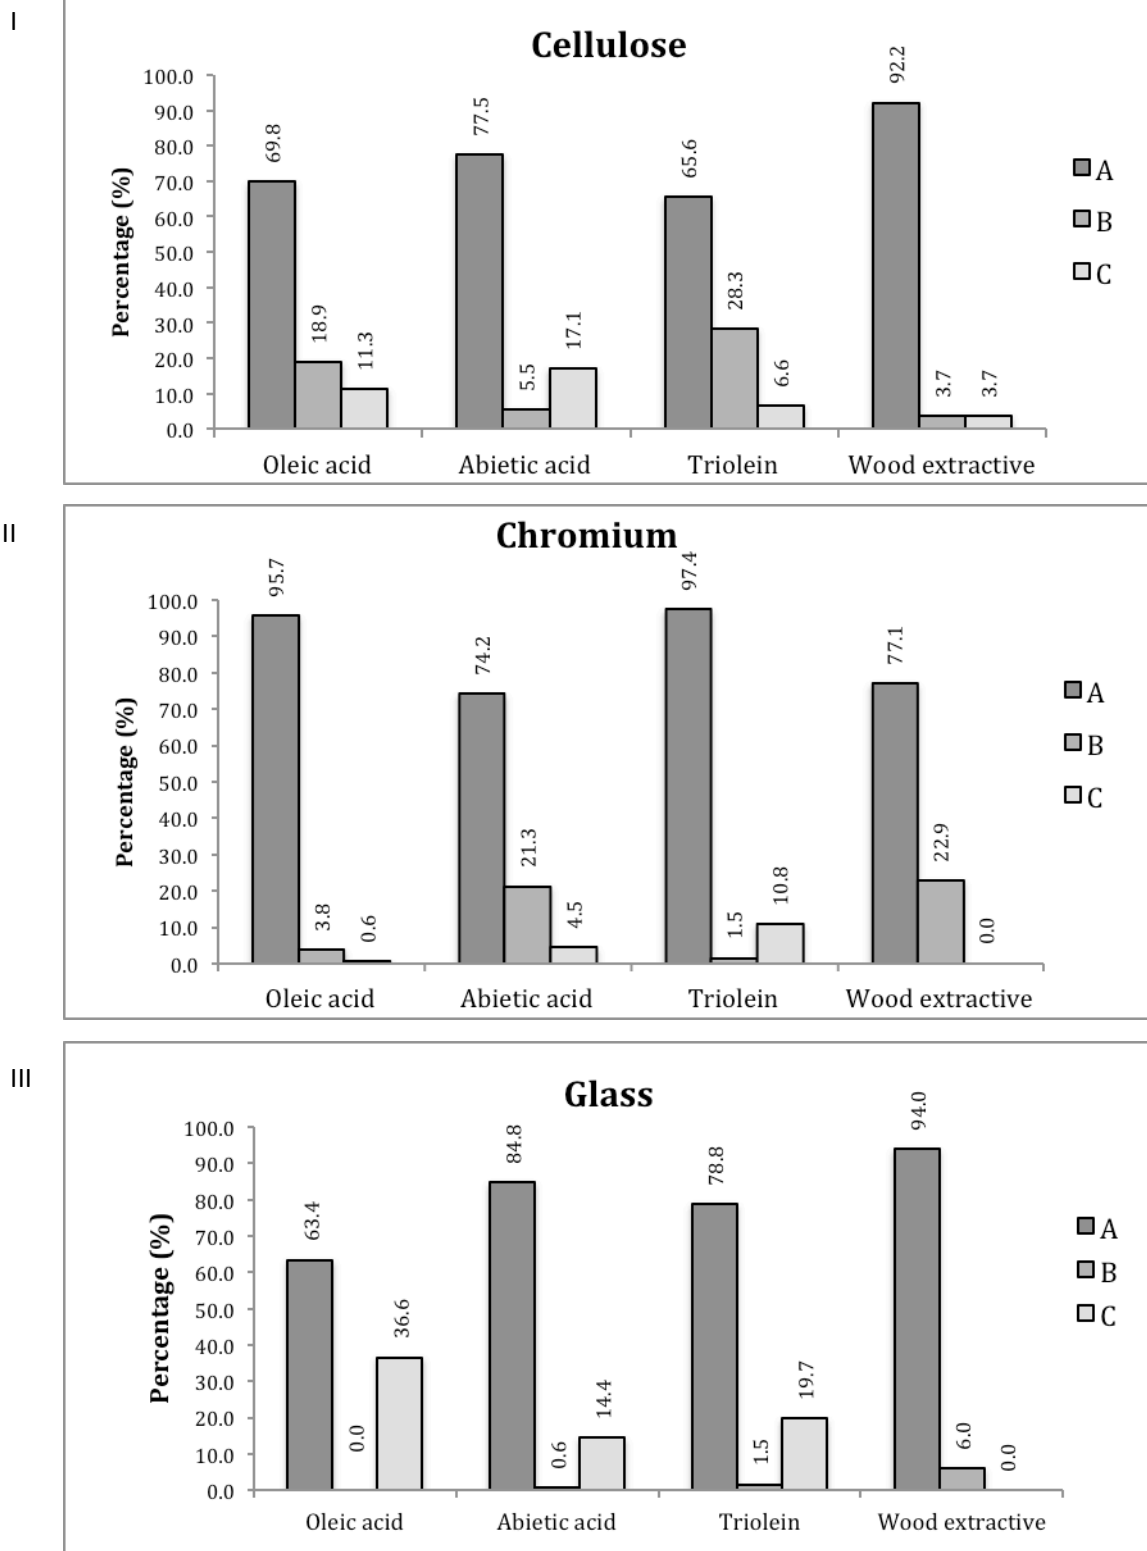 I
Cellulose
Percentage (%)
100.0
90.0
80.0
70.0
60.0
50.0
40.0
30.0
20.0
10.0
0.0
69.8
18.9
11.3
77.5
5.5
17.1
65.6
28.3
6.6
92.2
3.7
3.7
Oleic acid
Abietic acid
Triolein
Wood extractive
A
B
C
II
Chromium
Percentage (%)
100.0
90.0
80.0
70.0
60.0
50.0
40.0
30.0
20.0
10.0
0.0
95.7
3.8
0.6
74.2
21.3
4.5
97.4
1.5
10.8
77.1
22.9
0.0
Oleic acid
Abietic acid
Triolein
Wood extractive
A
B
C
III
Glass
Percentage (%)
100.0
90.0
80.0
70.0
60.0
50.0
40.0
30.0
20.0
10.0
0.0
63.4
0.0
36.6
84.8
0.6
14.4
78.8
1.5
19.7
94.0
6.0
0.0
Oleic acid
Abietic acid
Triolein
Wood extractive
A
B
C